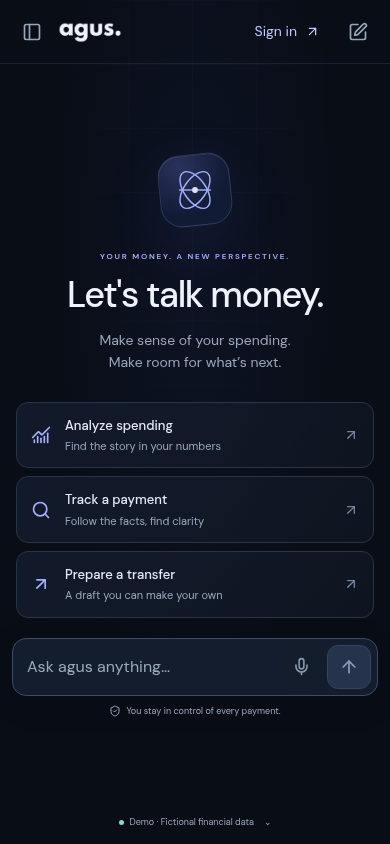 agus.
Sign in
YOUR MONEY. A NEW PERSPECTIVE.
Let's talk money.
Make sense of your spending.
Make room for what's next.
Analyze spending
Find the story in your numbers
Track a payment
Follow the facts, find clarity
Prepare a transfer
A draft you can make your own
Ask agus anything...
You stay in control of every payment.
Demo · Fictional financial data